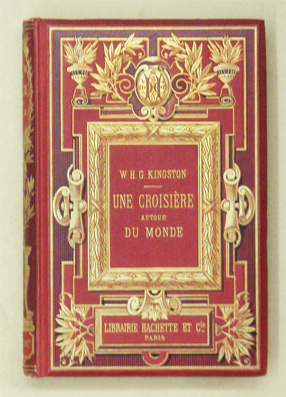 W. H. G. KINGSTON
UNE CROISIÈRE
AUTOUR
DU MONDE
LIBRAIRIE HACHETTE ET Cie
PARIS